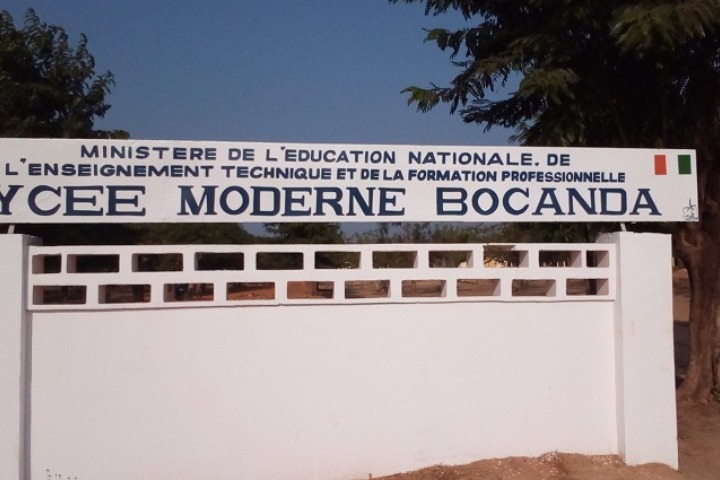 MINISTERE DE L'EDUCATION NATIONALE, DE
L'ENSEIGNEMENT TECHNIQUE ET DE LA FORMATION PROFESSIONNELLE
YCEE MODERNE BOCANDA